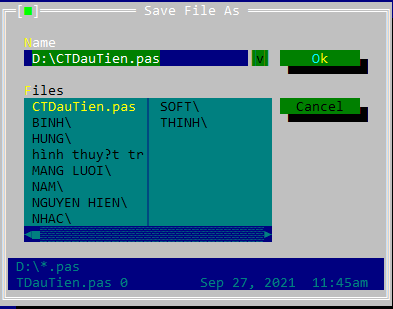 Save File As
Name
D:\CTDauTien.pas v Ok
Files
CTDauTien.pas SOFT\ Cancel
BINH\ THINH\
HUNG\
hình thuy?t tr
MANG LUOI\
NAM\
NGUYEN HIEN\
NHAC\
D:\*.pas
TDauTien.pas 0 Sep 27, 2021 11:45am